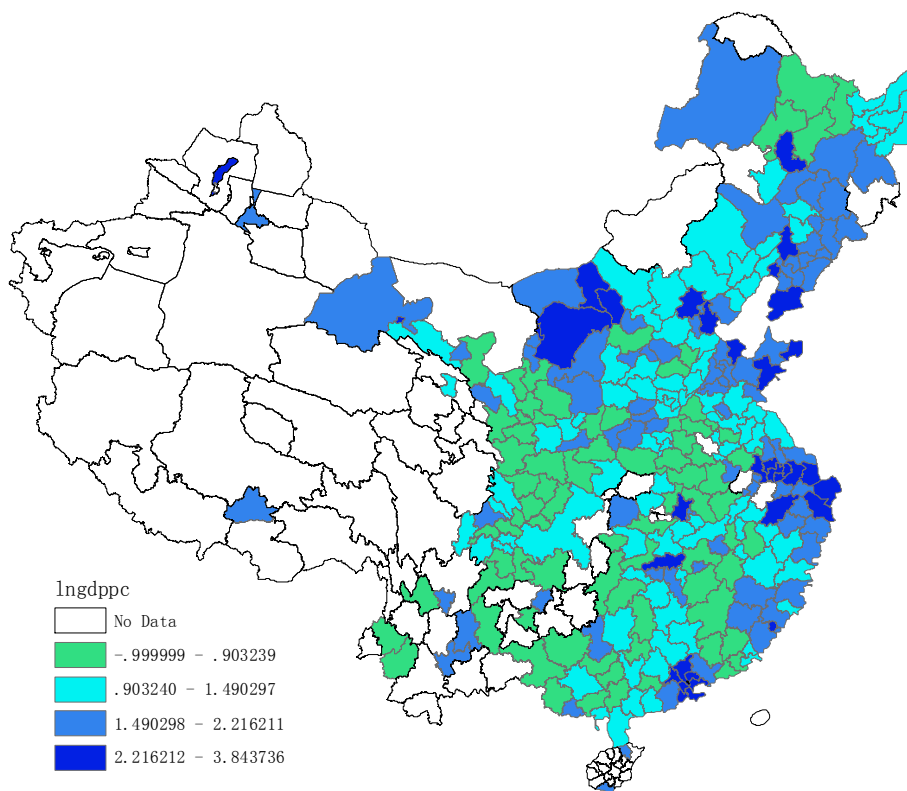 lngdppc
No Data
-.999999 - .903239
.903240 - 1.490297
1.490298 - 2.216211
2.216212 - 3.843736